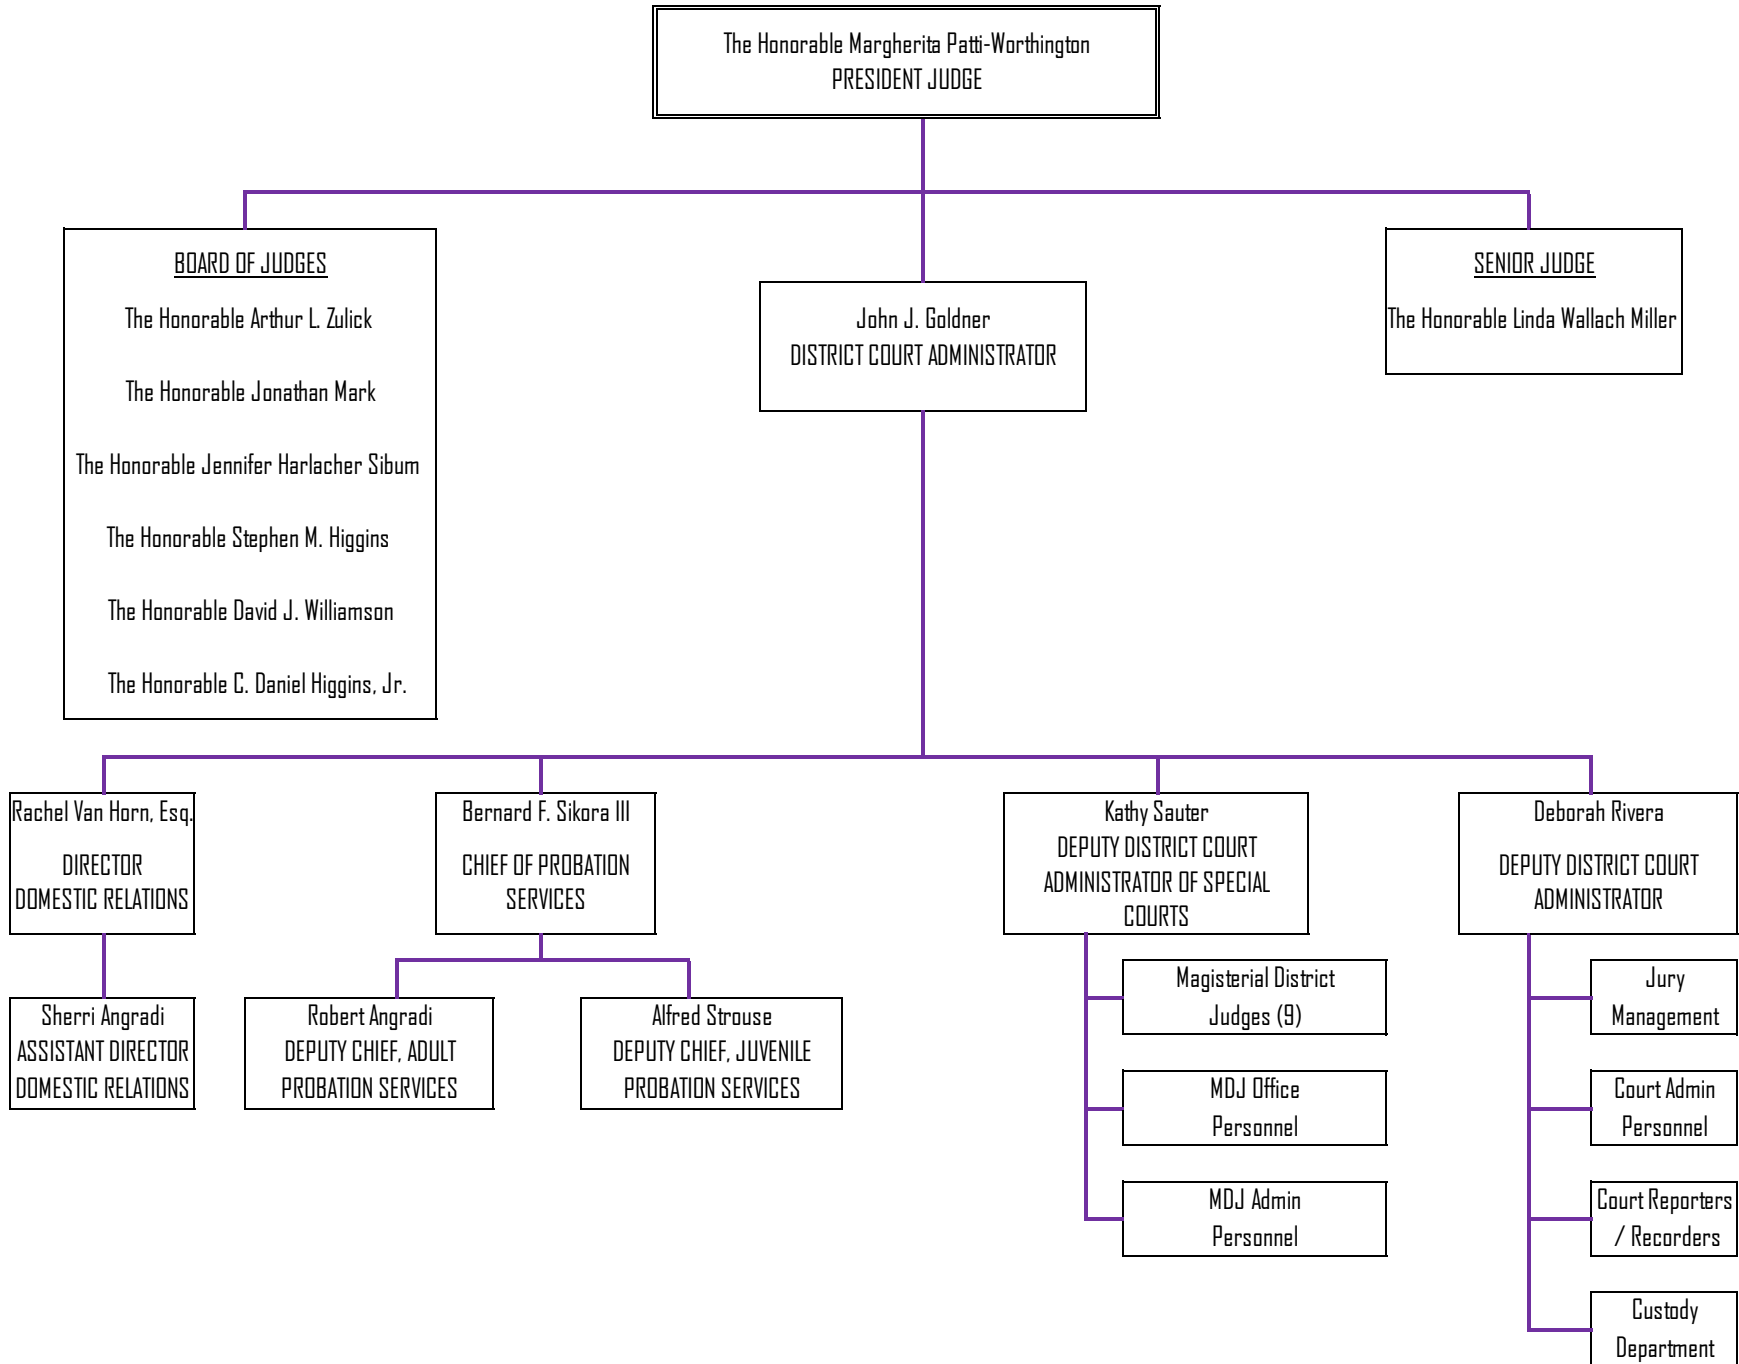 The Honorable Margherita Patti-Worthington
PRESIDENT JUDGE
BOARD OF JUDGES
The Honorable Arthur L. Zulick
The Honorable Jonathan Mark
The Honorable Jennifer Harlacher Sibum
The Honorable Stephen M. Higgins
The Honorable David J. Williamson
The Honorable C. Daniel Higgins, Jr.
John J. Goldner
DISTRICT COURT ADMINISTRATOR
SENIOR JUDGE
The Honorable Linda Wallach Miller
Rachel Van Horn, Esq.
DIRECTOR
DOMESTIC RELATIONS
Sherri Angradi
ASSISTANT DIRECTOR
DOMESTIC RELATIONS
Bernard F. Sikora III
CHIEF OF PROBATION
SERVICES
Robert Angradi
DEPUTY CHIEF, ADULT
PROBATION SERVICES
Alfred Strouse
DEPUTY CHIEF, JUVENILE
PROBATION SERVICES
Kathy Sauter
DEPUTY DISTRICT COURT
ADMINISTRATOR OF SPECIAL
COURTS
Magisterial District
Judges (9)
MDJ Office
Personnel
MDJ Admin
Personnel
Deborah Rivera
DEPUTY DISTRICT COURT
ADMINISTRATOR
Jury
Management
Court Admin
Personnel
Court Reporters
/ Recorders
Custody
Department